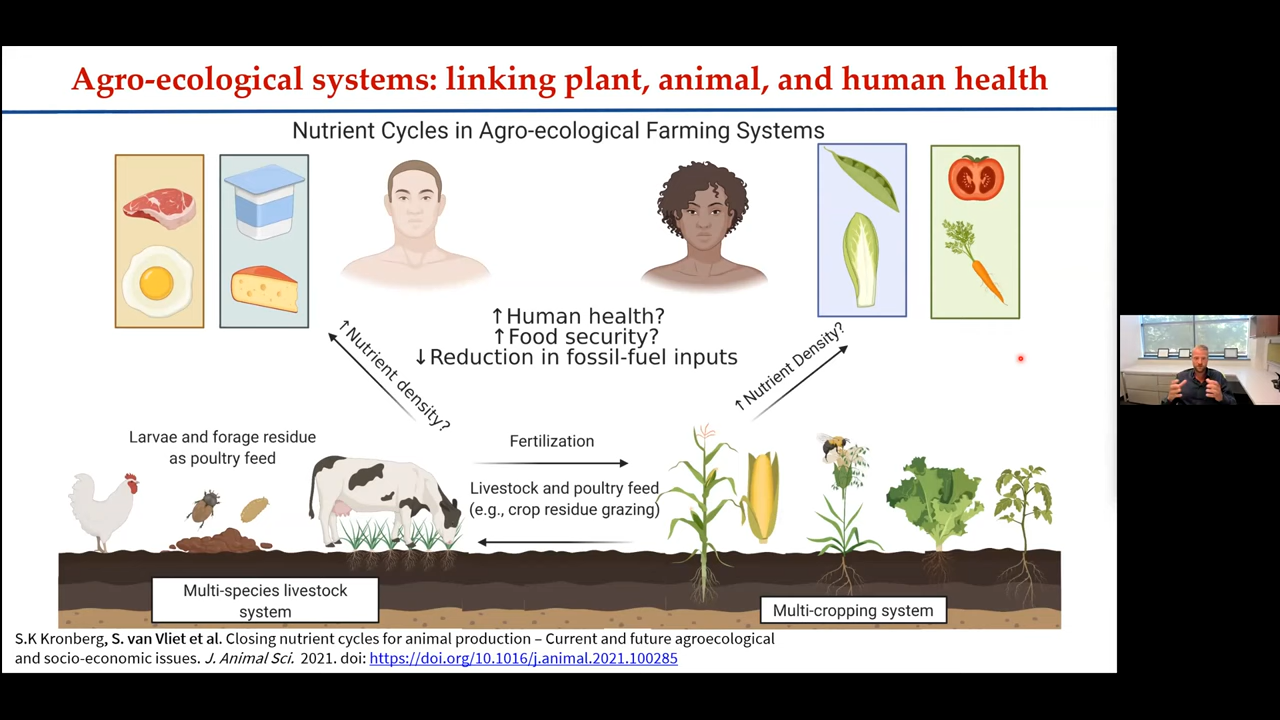 Agro-ecological systems: linking plant, animal, and human health
Nutrient Cycles in Agro-ecological Farming Systems
↑Human health?
↑Food security?
↓Reduction in fossil-fuel inputs
↑Nutrient density?
↑Nutrient Density?
Larvae and forage residue
as poultry feed
Fertilization
Livestock and poultry feed
(e.g., crop residue grazing)
Multi-species livestock
system
Multi-cropping system
S.K Kronberg, S. van Vliet et al. Closing nutrient cycles for animal production – Current and future agroecological
and socio-economic issues. J. Animal Sci. 2021. doi: https://doi.org/10.1016/j.animal.2021.100285